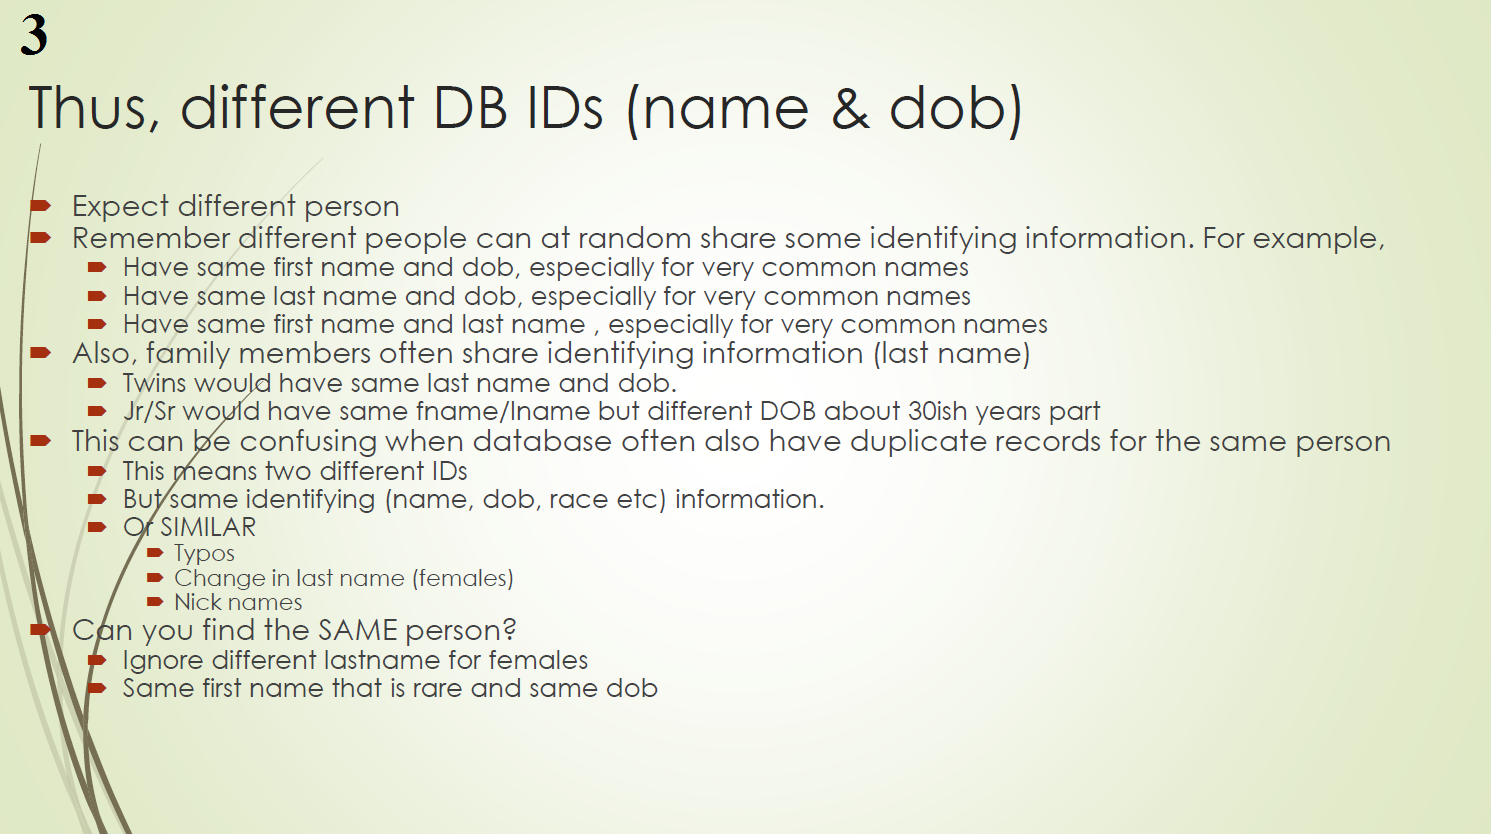 3
Thus, different DB IDs (name & dob)
Expect different person
Remember different people can at random share some identifying information. For example,
Have same first name and dob, especially for very common names
Have same last name and dob, especially for very common names
Have same first name and last name , especially for very common names
Also, family members often share identifying information (last name)
Twins would have same last name and dob.
Jr/Sr would have same fname/lname but different DOB about 30ish years part
This can be confusing when database often also have duplicate records for the same person
This means two different IDs
But same identifying (name, dob, race etc) information.
Or SIMILAR
Typos
Change in last name (females)
Nick names
Can you find the SAME person?
Ignore different lastname for females
Same first name that is rare and same dob